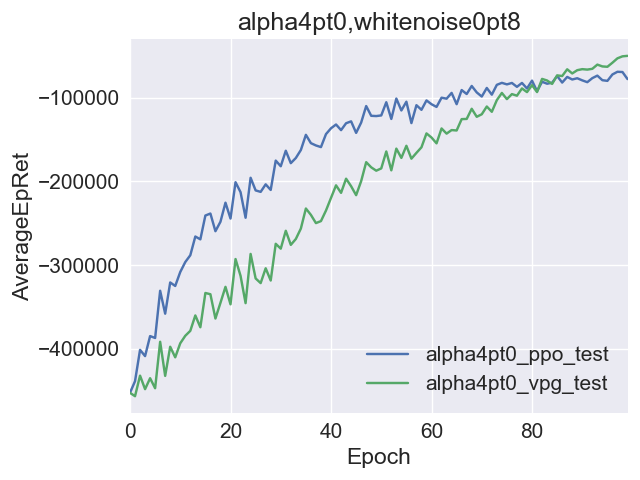 alpha4pt0,whitenoise0pt8
AverageEpRet
−100000
−200000
−300000
−400000
alpha4pt0_ppo_test
alpha4pt0_vpg_test
0 20 40 60 80
Epoch